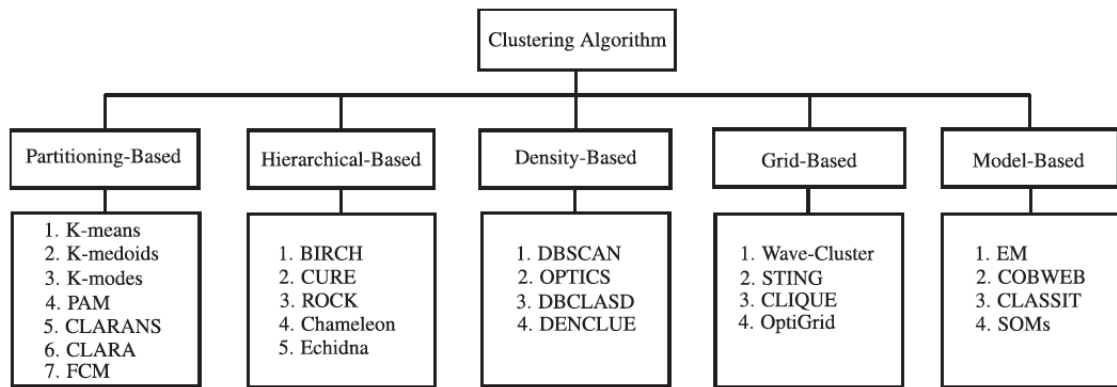 Clustering Algorithm
Partitioning-Based
Hierarchical-Based
Density-Based
Grid-Based
Model-Based
1. K-means
2. K-medoids
3. K-modes
4. PAM
5. CLARANS
6. CLARA
7. FCM
1. BIRCH
2. CURE
3. ROCK
4. Chameleon
5. Echidna
1. DBSCAN
2. OPTICS
3. DBCLASD
4. DENCLUE
1. Wave-Cluster
2. STING
3. CLIQUE
4. OptiGrid
1. EM
2. COBWEB
3. CLASSIT
4. SOMs